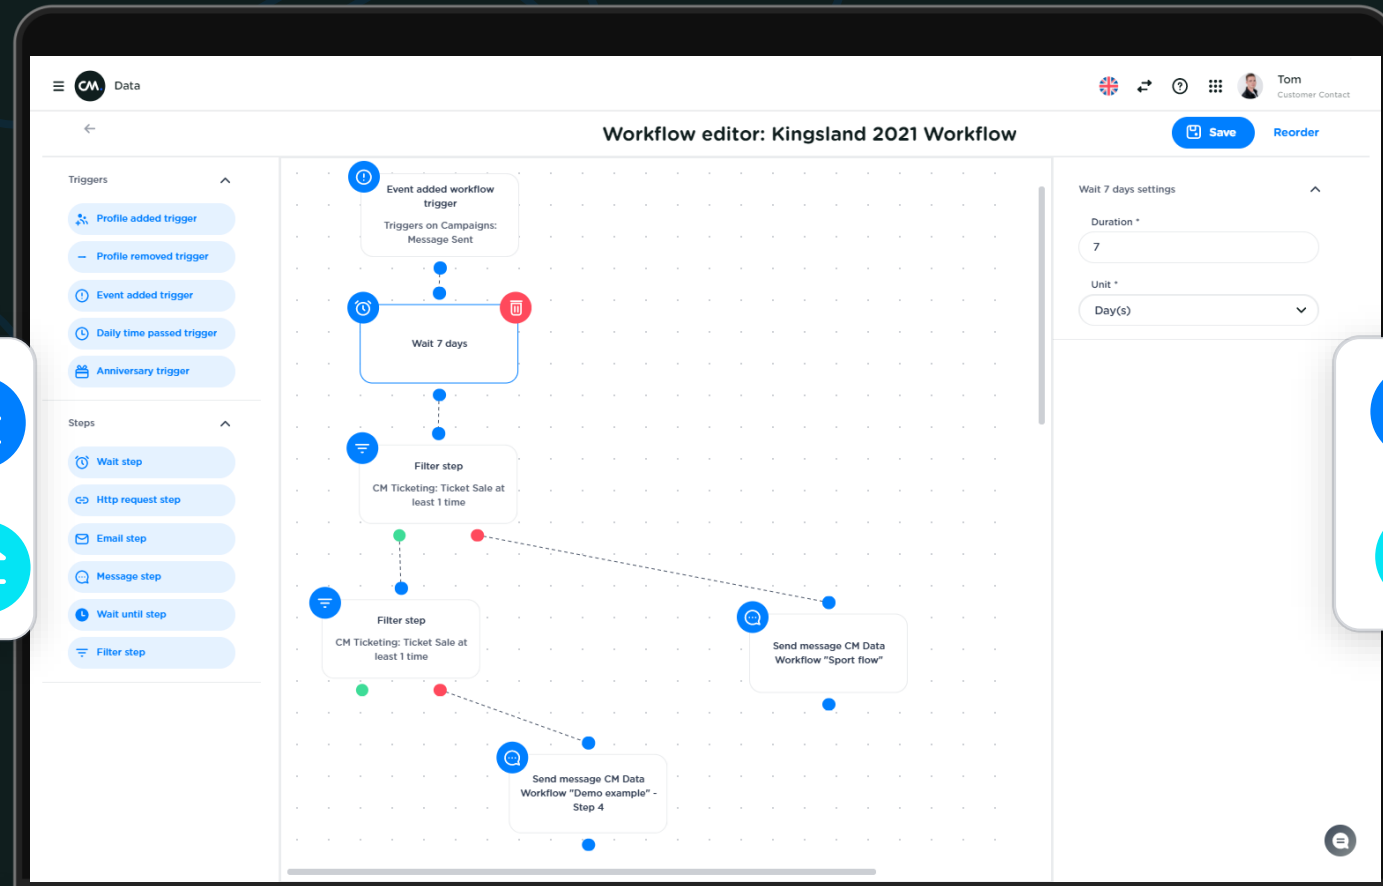 CM.
Data
Tom
Customer Contact
Workflow editor: Kingsland 2021 Workflow
Save
Reorder
Triggers
Profile added trigger
Profile removed trigger
Event added trigger
Daily time passed trigger
Anniversary trigger
Steps
Wait step
Http request step
Email step
Message step
Wait until step
Filter step
Event added workflow
trigger
Triggers on Campaigns:
Message Sent
Wait 7 days
Filter step
CM Ticketing: Ticket Sale at
least 1 time
Filter step
CM Ticketing: Ticket Sale at
least 1 time
Send message CM Data
Workflow "Sport flow"
Send message CM Data
Workflow "Demo example" -
Step 4
Wait 7 days settings
Duration *
7
Unit *
Day(s)